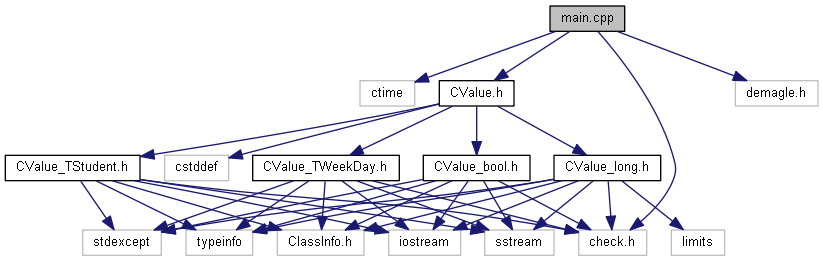 main.cpp
ctime
CValue.h
demagle.h
CValue_TStudent.h
cstddef
CValue_TWeekDay.h
CValue_bool.h
CValue_long.h
stdexcept
typeinfo
ClassInfo.h
iostream
sstream
check.h
limits